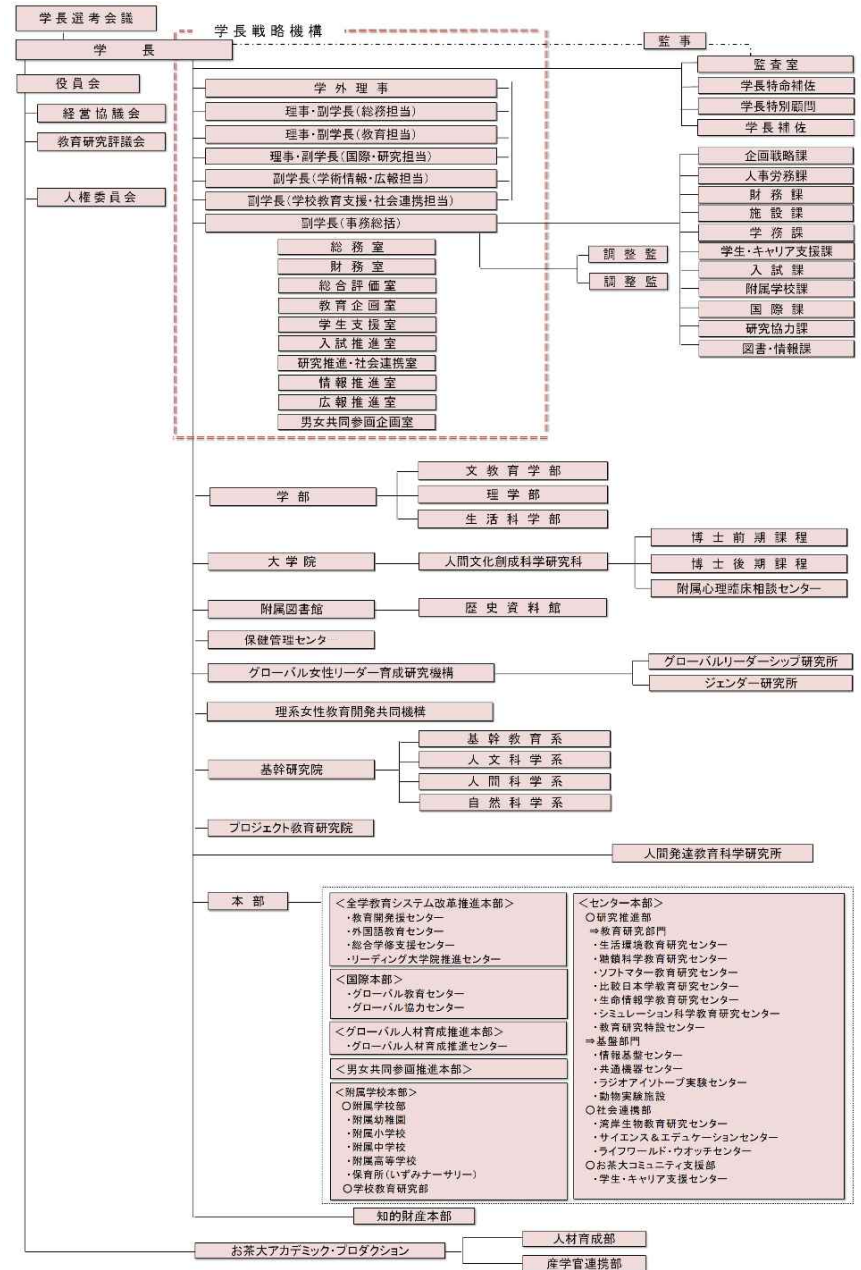 学長選考会議
学長
学長戦略機構
監事
役員会
経営協議会
教育研究評議会
人権委員会
学外理事
理事・副学長(総務担当)
理事・副学長(教育担当)
理事・副学長(国際・研究担当)
副学長(学術情報・広報担当)
副学長(学校教育支援・社会連携担当)
副学長(事務総括)
総務室
財務室
総合評価室
教育企画室
学生支援室
入試推進室
研究推進・社会連携室
情報推進室
広報推進室
男女共同参画企画室
調整監
調整監
監査室
学長特命補佐
学長特別顧問
学長補佐
企画戦略課
人事労務課
財務課
施設課
学務課
学生・キャリア支援課
入試課
附属学校課
国際課
研究協力課
図書・情報課
学部
文教育学部
理学部
生活科学部
大学院
人間文化創成科学研究科
博士前期課程
博士後期課程
附属心理臨床相談センター
附属図書館
歴史資料館
保健管理センター
グローバル女性リーダー育成研究機構
グローバルリーダーシップ研究所
ジェンダー研究所
理系女性教育開発共同機構
基幹研究院
基幹教育系
人文科学系
人間科学系
自然科学系
プロジェクト教育研究院
人間発達教育科学研究所
本部
<全学教育システム改革推進本部>
・教育開発援センター
・外国語教育センター
・総合学修支援センター
・リーディング大学院推進センター
<国際本部>
・グローバル教育センター
・グローバル協力センター
<グローバル人材育成推進本部>
・グローバル人材育成推進センター
<男女共同参画推進本部>
<附属学校本部>
○附属学校部
・附属幼稚園
・附属小学校
・附属中学校
・附属高等学校
・保育所(いずみナーサリー)
○学校教育研究部
<センター本部>
○研究推進部
⇒教育研究部門
・生活環境教育研究センター
・糖鎖科学教育研究センター
・ソフトマター教育研究センター
・比較日本学教育研究センター
・生命情報学教育研究センター
・シミュレーション科学教育研究センター
・教育研究特設センター
⇒基盤部門
・情報基盤センター
・共通機器センター
・ラジオアイソトープ実験センター
・動物実験施設
○社会連携部
・湾岸生物教育研究センター
・サイエンス&エデュケーションセンター
・ライフワールド・ウオッチセンター
○お茶大コミュニティ支援部
・学生・キャリア支援センター
知的財産本部
お茶大アカデミック・プロダクション
人材育成部
産学官連携部